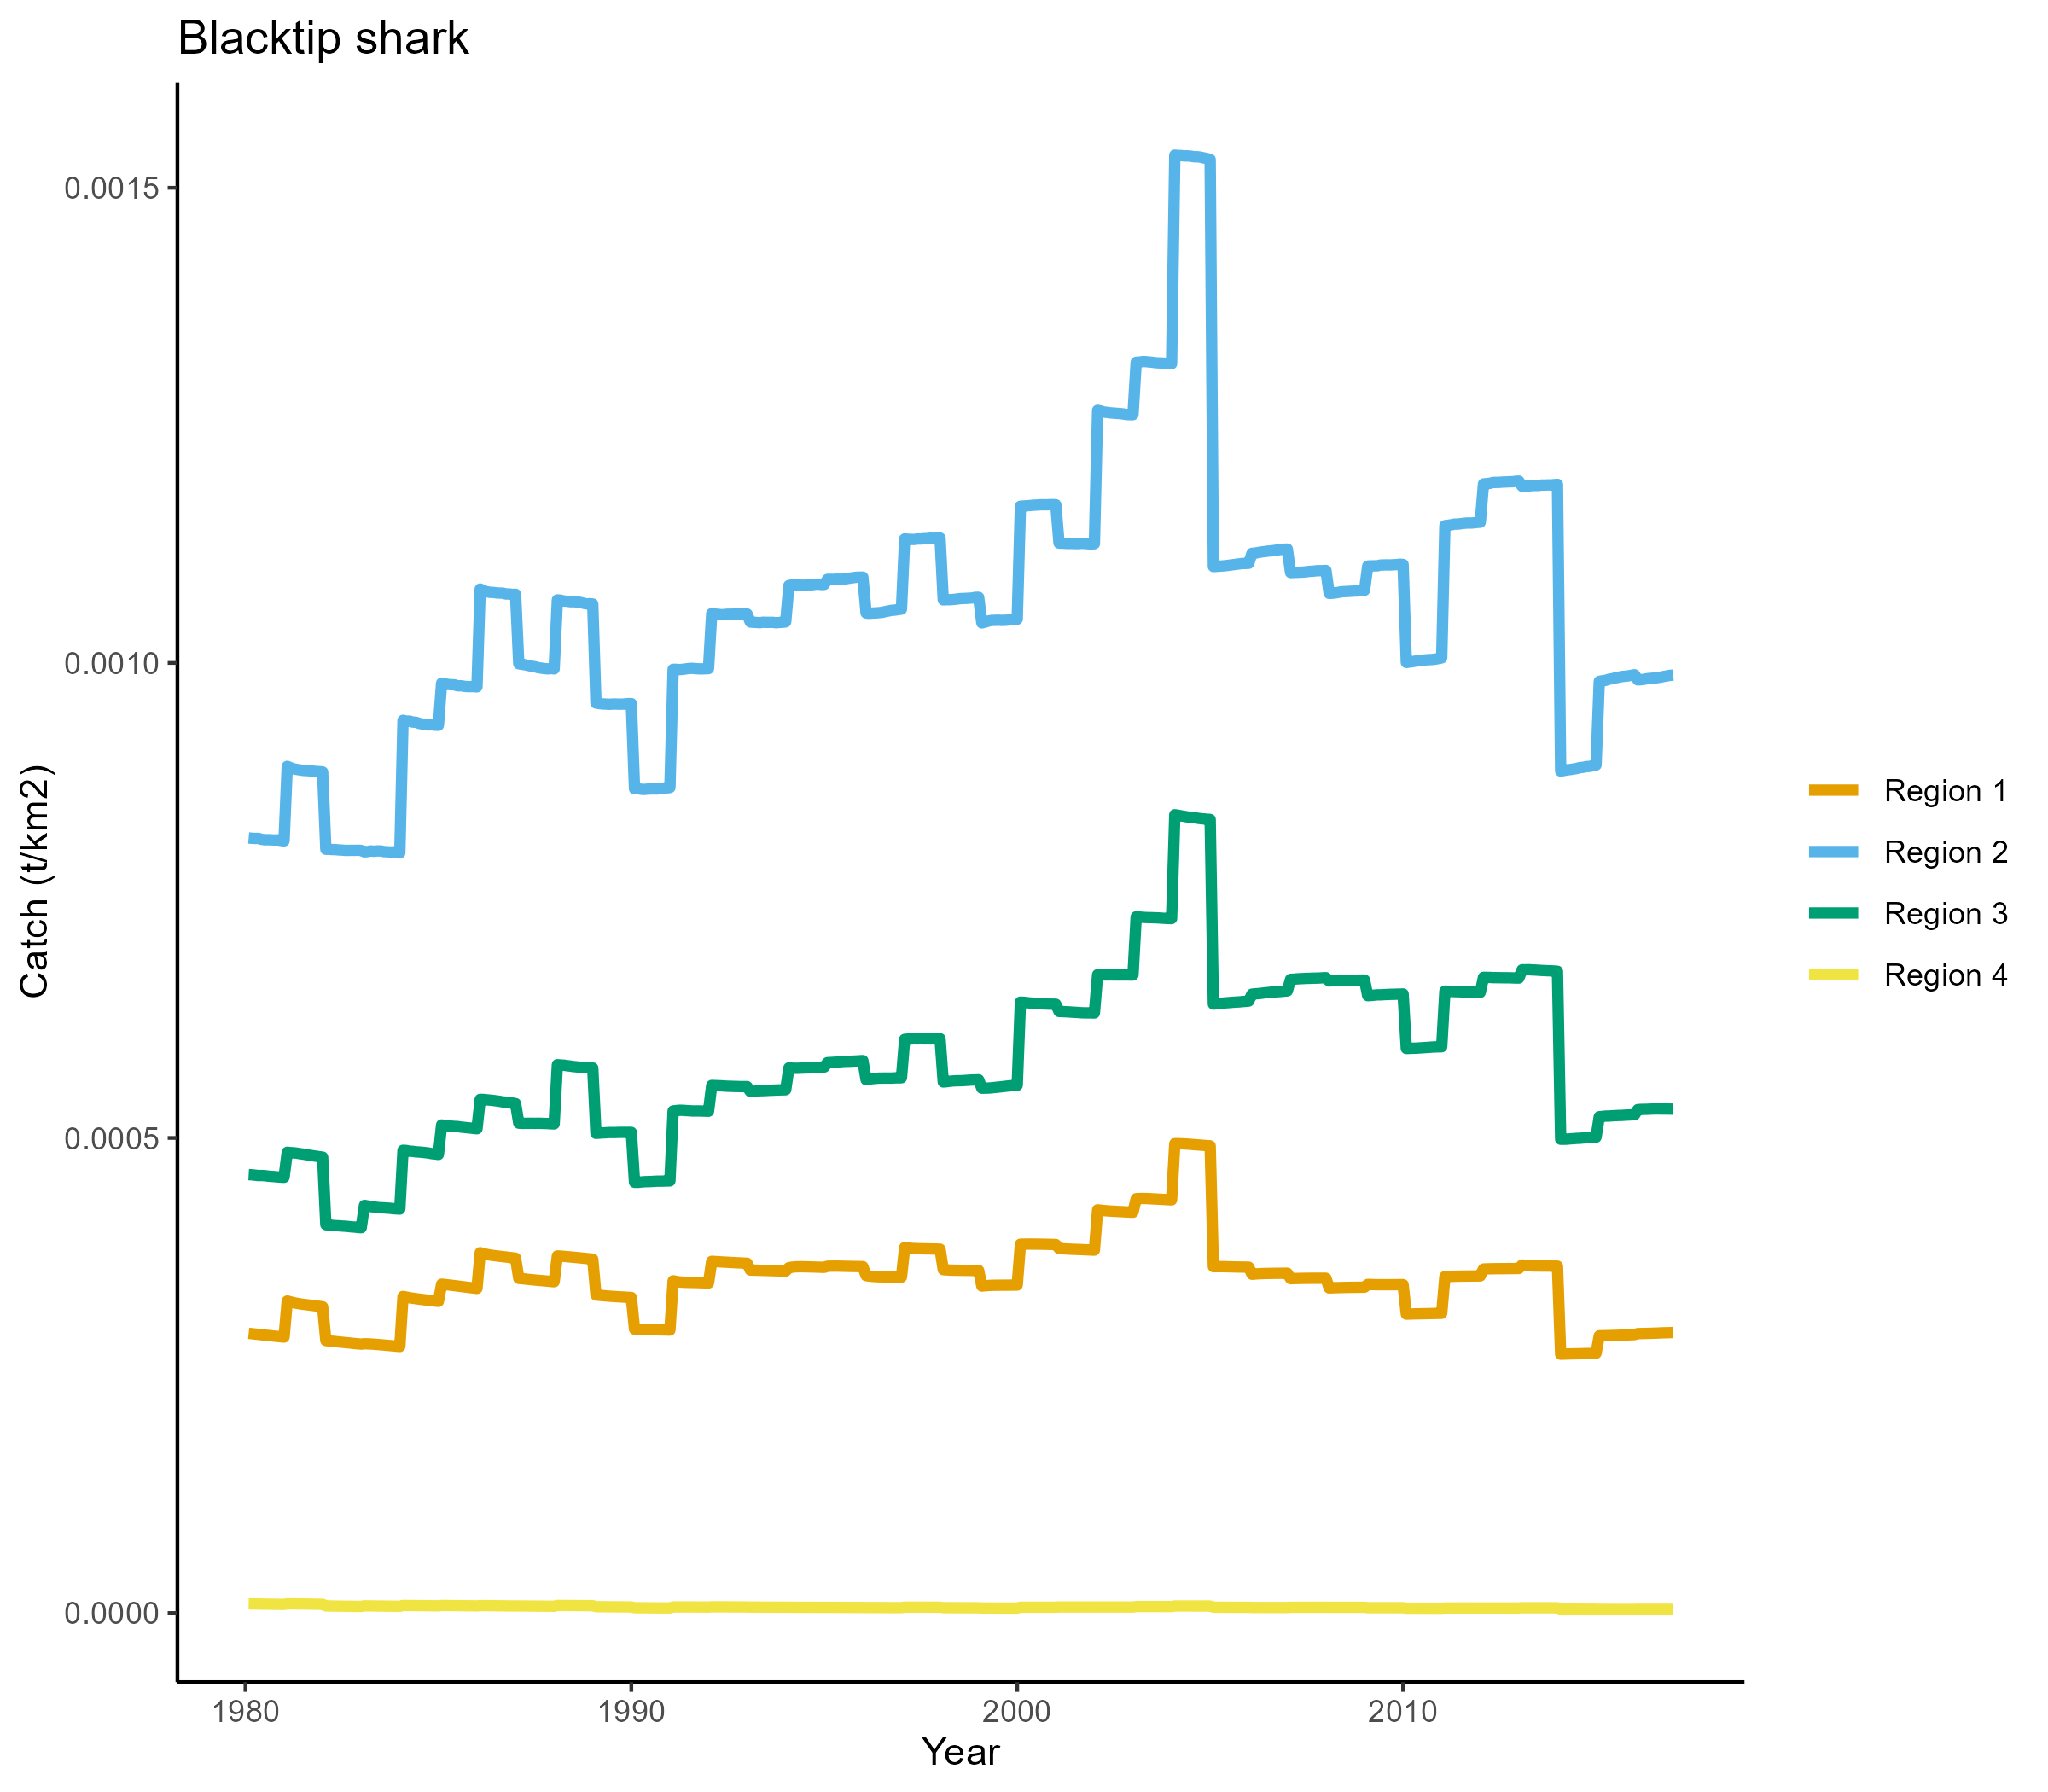 Blacktip shark
0.0015
0.0010
0.0005
0.0000
Catch (t/km2)
1980
1990
2000
2010
Year
Region 1
Region 2
Region 3
Region 4